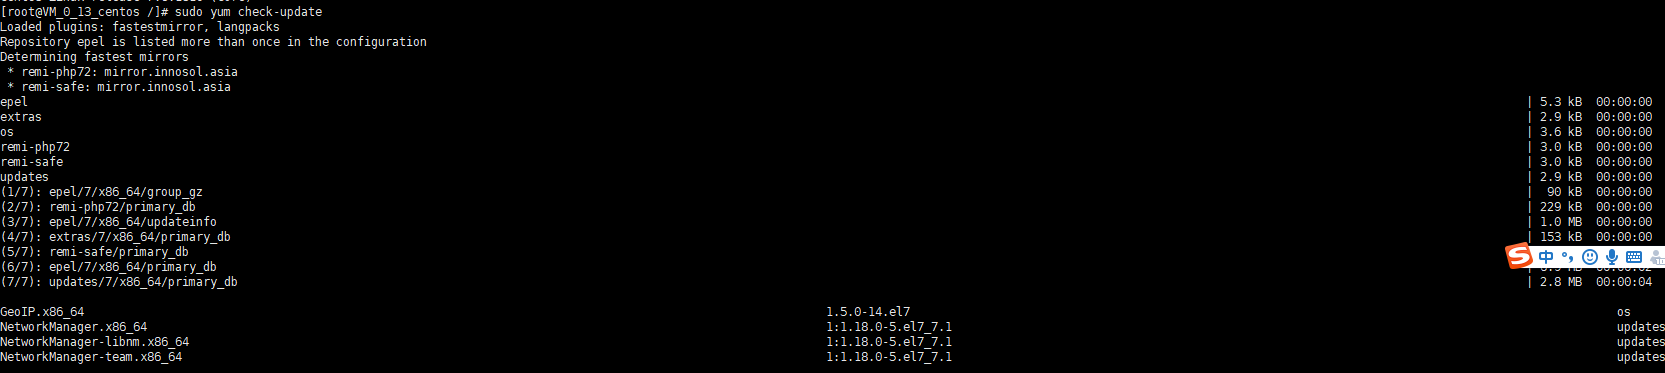 [root@VM_0_13_centos /]# sudo yum check-update
Loaded plugins: fastestmirror, langpacks
Repository epel is listed more than once in the configuration
Determining fastest mirrors
* remi-php72: mirror.innosol.asia
* remi-safe: mirror.innosol.asia
epel | 5.3 kB 00:00:00
extras | 2.9 kB 00:00:00
os | 3.6 kB 00:00:00
remi-php72 | 3.0 kB 00:00:00
remi-safe | 3.0 kB 00:00:00
updates | 2.9 kB 00:00:00
(1/7): epel/7/x86_64/group_gz | 90 kB 00:00:00
(2/7): remi-php72/primary_db | 229 kB 00:00:00
(3/7): epel/7/x86_64/updateinfo | 1.0 MB 00:00:00
(4/7): extras/7/x86_64/primary_db | 153 kB 00:00:00
(5/7): remi-safe/primary_db
中
(6/7): epel/7/x86_64/primary_db
(7/7): updates/7/x86_64/primary_db | 2.8 MB 00:00:04
GeoIP.x86_64 1.5.0-14.el7 os
NetworkManager.x86_64 1:1.18.0-5.el7_7.1 updates
NetworkManager-libnm.x86_64 1:1.18.0-5.el7_7.1 updates
NetworkManager-team.x86_64 1:1.18.0-5.el7_7.1 updates